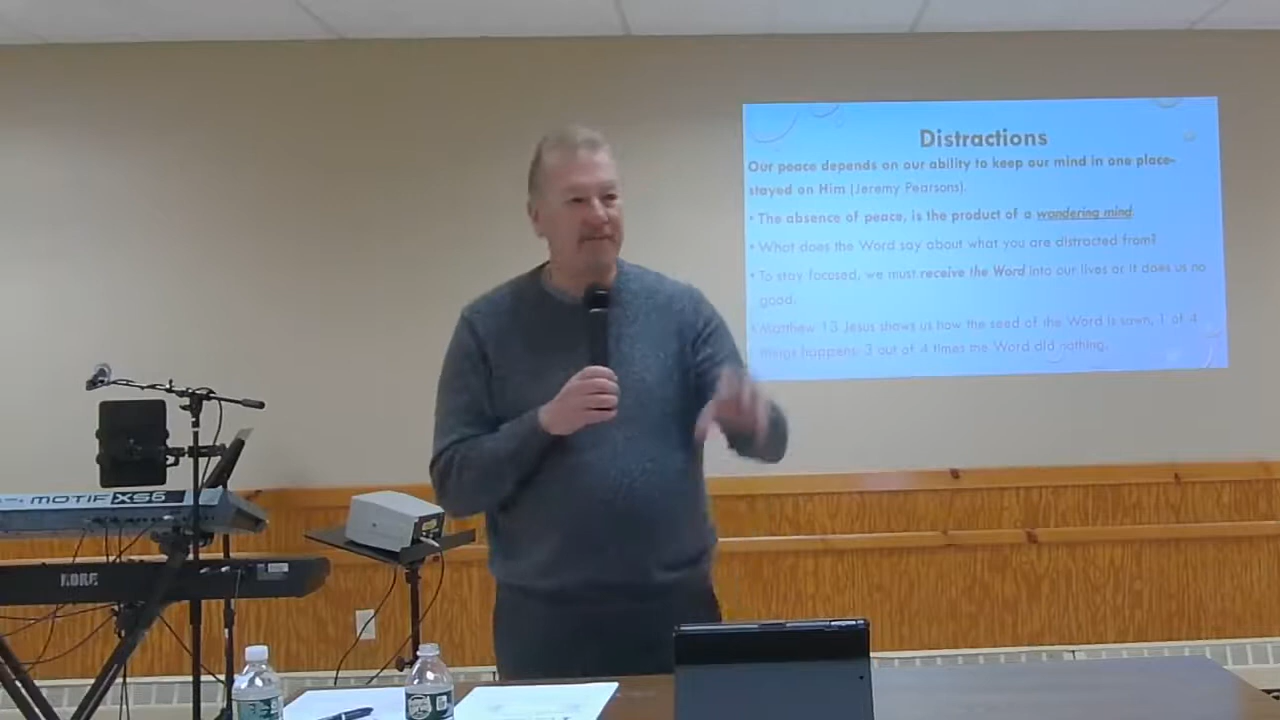 Distractions
Our peace depends on our ability to keep our mind in one place-
stayed on Him (Jeremy Pearsons).
• The absence of peace, is the product of a wandering mind.
• What does the Word say about what you are distracted from?
• To stay focused, we must receive the Word into our lives or it does us no
good.
• Matthew 13 Jesus shows us how the seed of the Word is sown, 1 of 4
things happens: 3 out of 4 times the Word did nothing.
MOTIF XS6
KORG